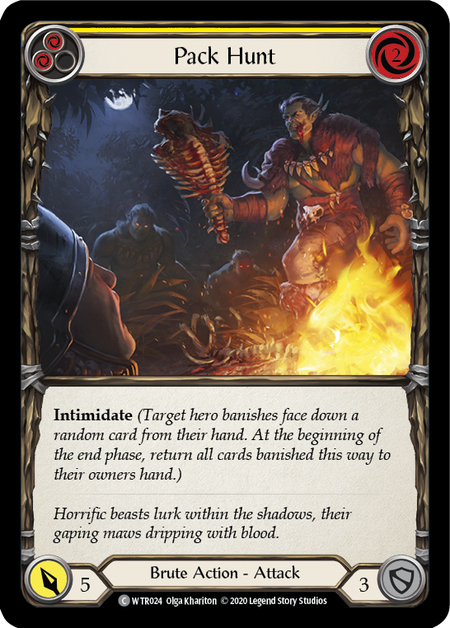 Pack Hunt
2
Intimidate (Target hero banishes face down a
random card from their hand. At the beginning of
the end phase, return all cards banished this way to
their owners hand.)
Horrific beasts lurk within the shadows, their
gaping maws dripping with blood.
5
Brute Action - Attack
3
C WTR024 Olga Khariton © 2020 Legend Story Studios